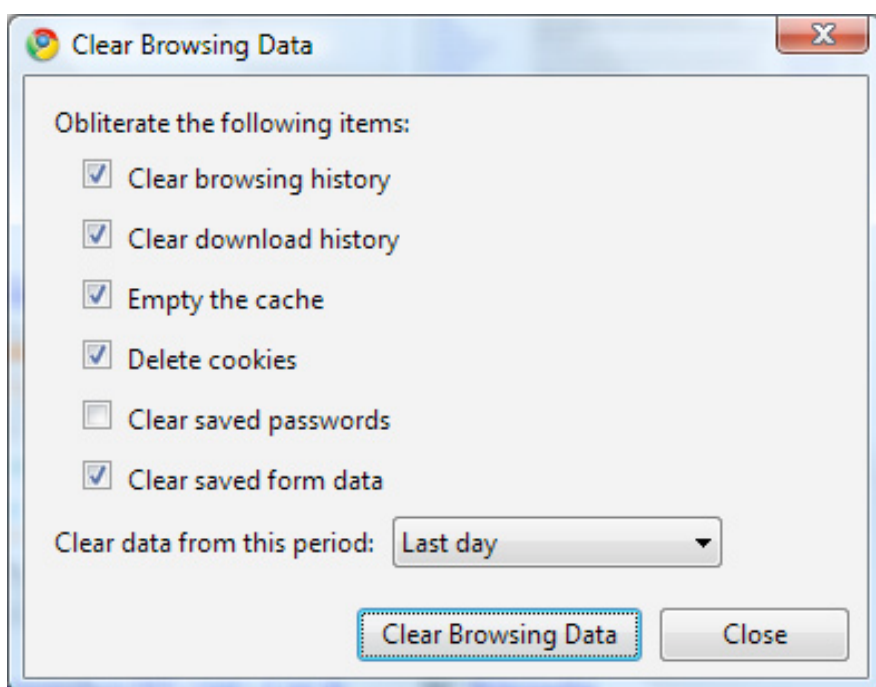 Clear Browsing Data
Obliterate the following items:
Clear browsing history
Clear download history
Empty the cache
Delete cookies
Clear saved passwords
Clear saved form data
Clear data from this period: Last day
Clear Browsing Data Close